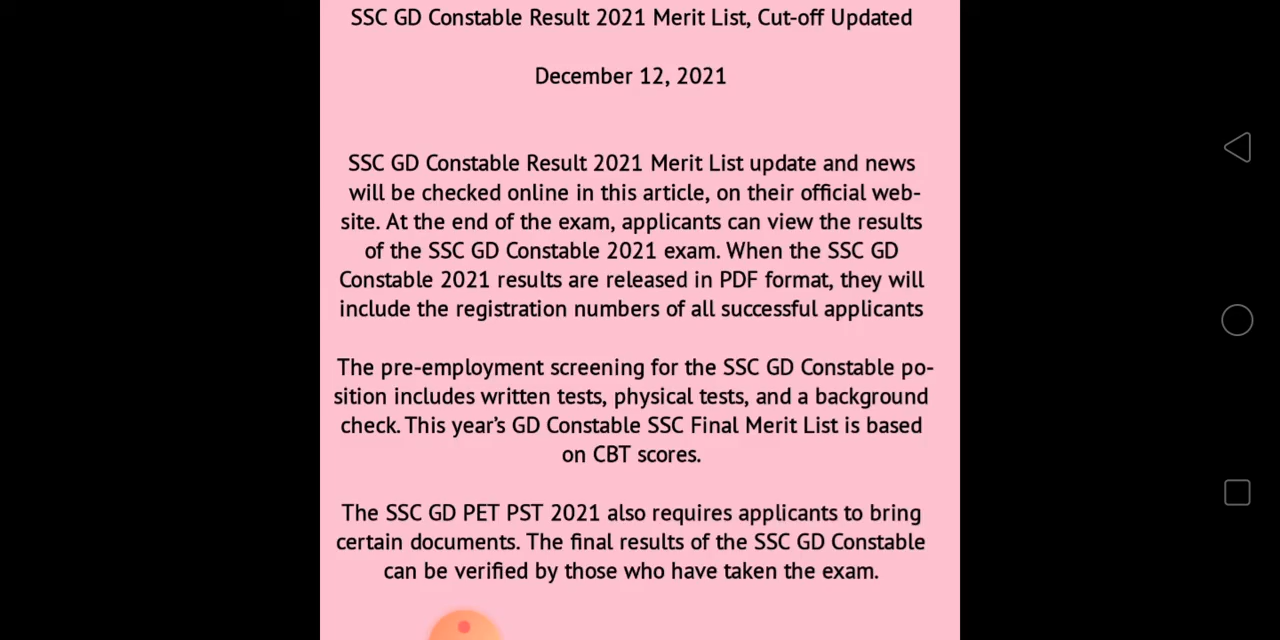 SSC GD Constable Result 2021 Merit List, Cut-off Updated
December 12, 2021
SSC GD Constable Result 2021 Merit List update and news
will be checked online in this article, on their official web-
site. At the end of the exam, applicants can view the results
of the SSC GD Constable 2021 exam. When the SSC GD
Constable 2021 results are released in PDF format, they will
include the registration numbers of all successful applicants
The pre-employment screening for the SSC GD Constable po-
sition includes written tests, physical tests, and a background
check. This year’s GD Constable SSC Final Merit List is based
on CBT scores.
The SSC GD PET PST 2021 also requires applicants to bring
certain documents. The final results of the SSC GD Constable
can be verified by those who have taken the exam.